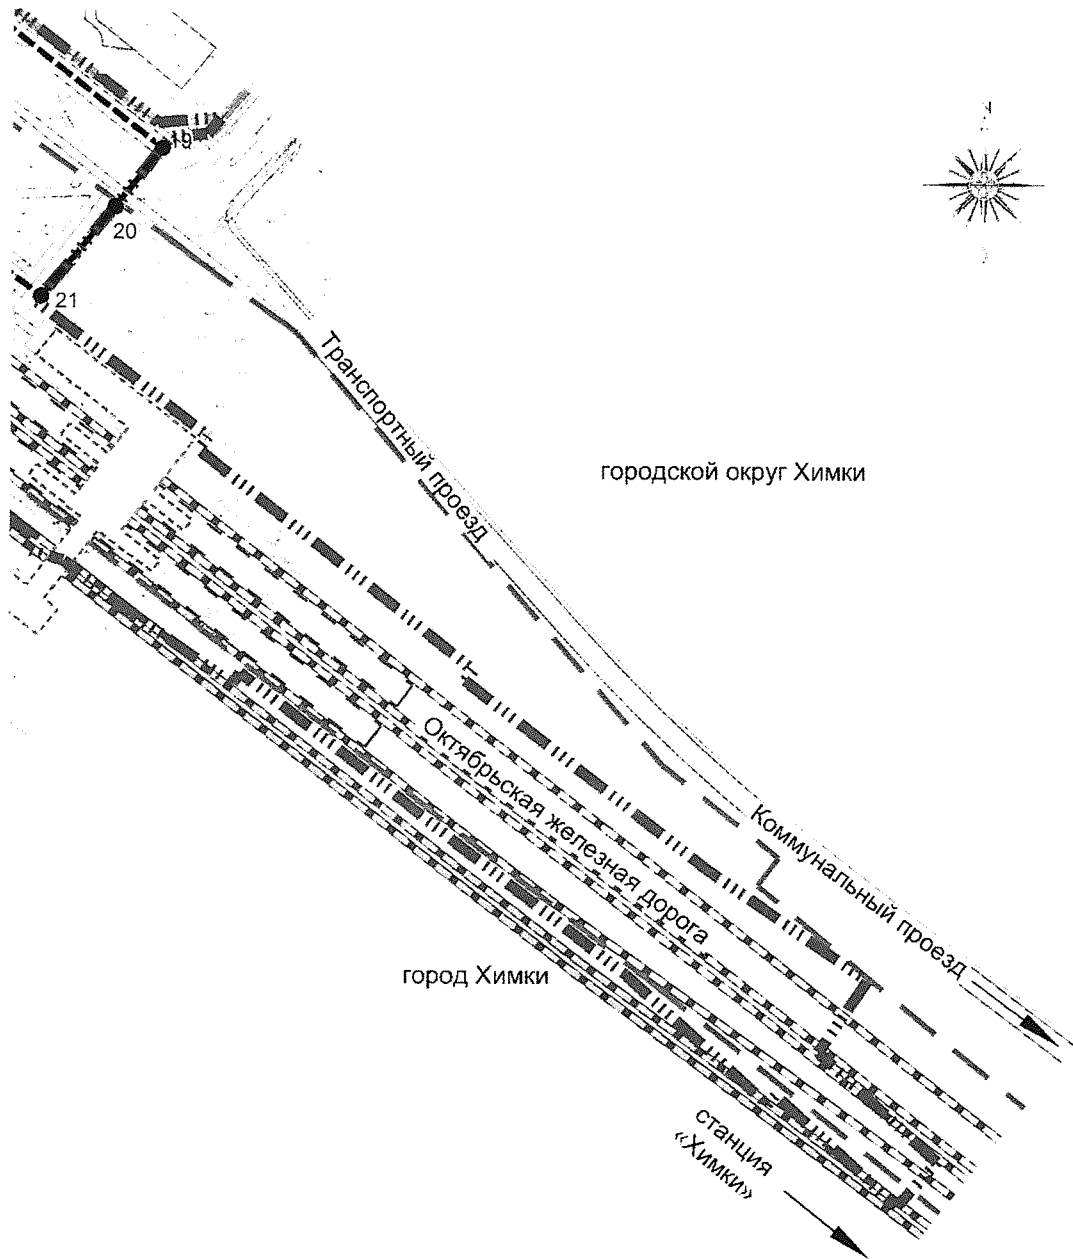 19
20
21
Транспортный проезд
городской округ Химки
Октябрьская железная дорога
Коммунальный проезд
город Химки
станция
«Химки»